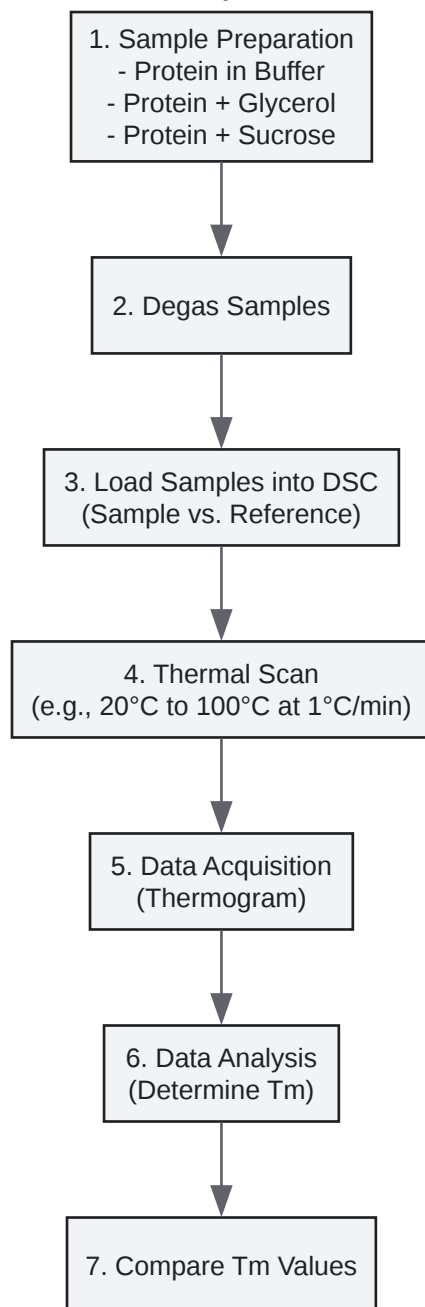 1. Sample Preparation
- Protein in Buffer
- Protein + Glycerol
- Protein + Sucrose
2. Degas Samples
3. Load Samples into DSC
(Sample vs. Reference)
4. Thermal Scan
(e.g., 20°C to 100°C at 1°C/min)
5. Data Acquisition
(Thermogram)
6. Data Analysis
(Determine Tm)
7. Compare Tm Values